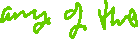 any of the